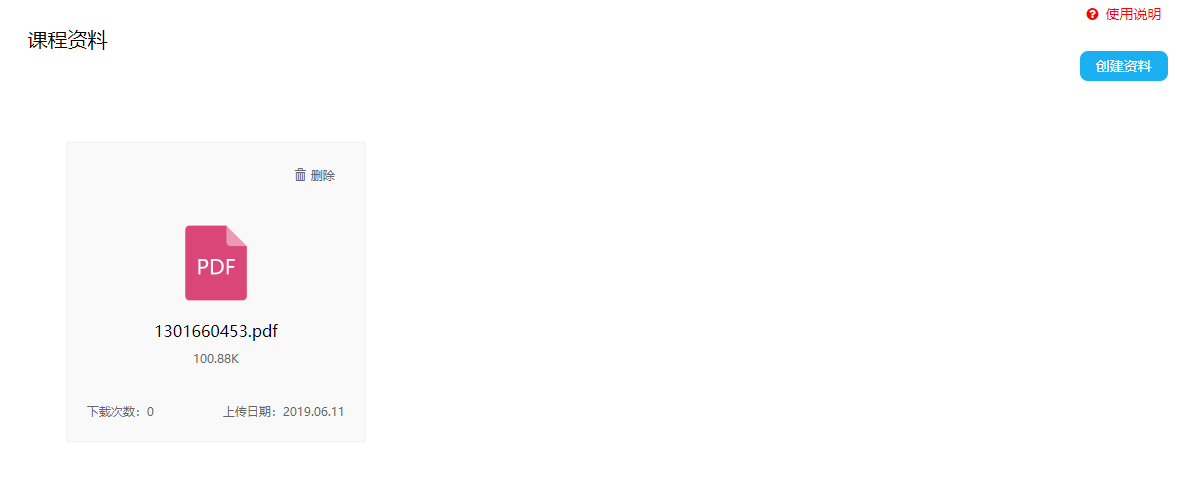 使用说明
课程资料
创建资料
删除
PDF
1301660453.pdf
100.88K
下载次数：0 上传日期：2019.06.11